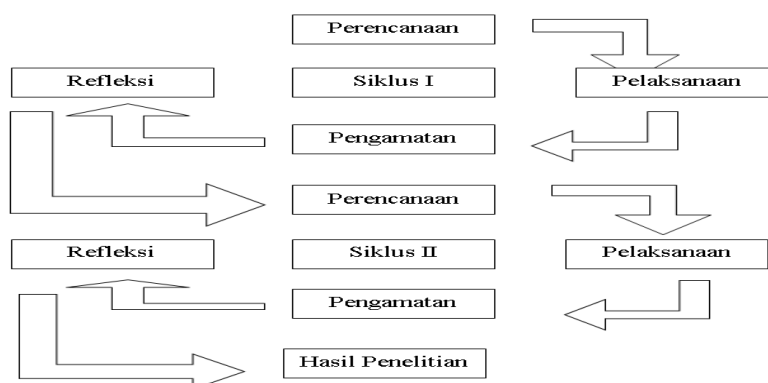 Perencanaan
Refleksi
Siklus I
Pelaksanaan
Pengamatan
Perencanaan
Refleksi
Siklus II
Pelaksanaan
Pengamatan
Hasil Penelitian